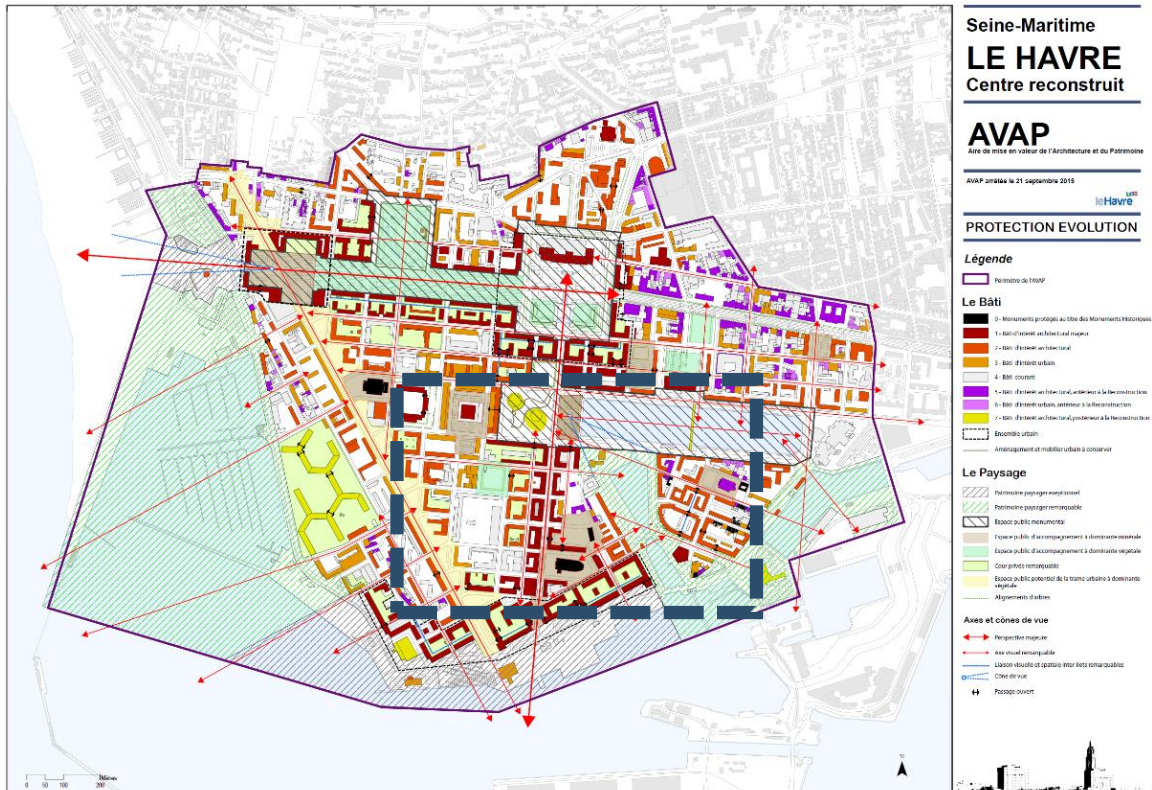 Seine-Maritime
LE HAVRE
Centre reconstruit
AVAP
Aire de mise en valeur de l'Architecture et du Patrimoine
AVAP arrêtée le 21 septembre 2015
leHavre
PROTECTION EVOLUTION
Légende
Périmètre de l'AVAP
Le Bâti
0 - Monuments protégés au titre des Monuments Historiques
1 - Bâti d'intérêt architectural majeur
2 - Bâti d'intérêt architectural
3 - Bâti d'intérêt urbain
4 - Bâti courant
5 - Bâti d'intérêt architectural, antérieur à la Reconstruction
6 - Bâti d'intérêt urbain, antérieur à la Reconstruction
7 - Bâti d'intérêt architectural, postérieur à la Reconstruction
Ensemble urbain
Aménagement et mobilier urbain à conserver
Le Paysage
Patrimoine paysager exceptionnel
Patrimoine paysager remarquable
Espace public monumental
Espace public d'accompagnement à dominante minérale
Espace public d'accompagnement à dominante végétale
Cour privée remarquable
Espace public potentiel de la trame urbaine à dominante
végétale
Alignements d'arbres
Axes et cônes de vue
Perspective majeure
Axe visuel remarquable
Liaison visuelle et spatiale inter îlots remarquables
Cône de vue
Passage ouvert
Mètres
0 50 100 200
N